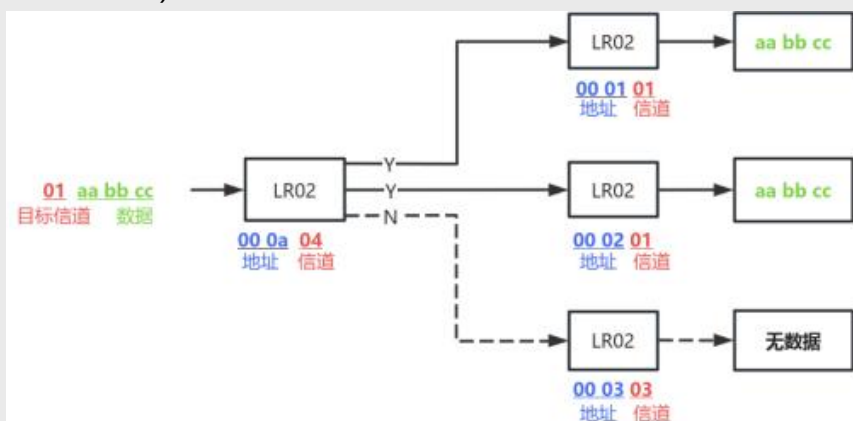 LR02
aa bb cc
00 01 01
地址 信道
Y
01 aa bb cc
目标信道 数据
LR02
Y
LR02
aa bb cc
N
00 0a 04
地址 信道
00 02 01
地址 信道
LR02
无数据
00 03 03
地址 信道